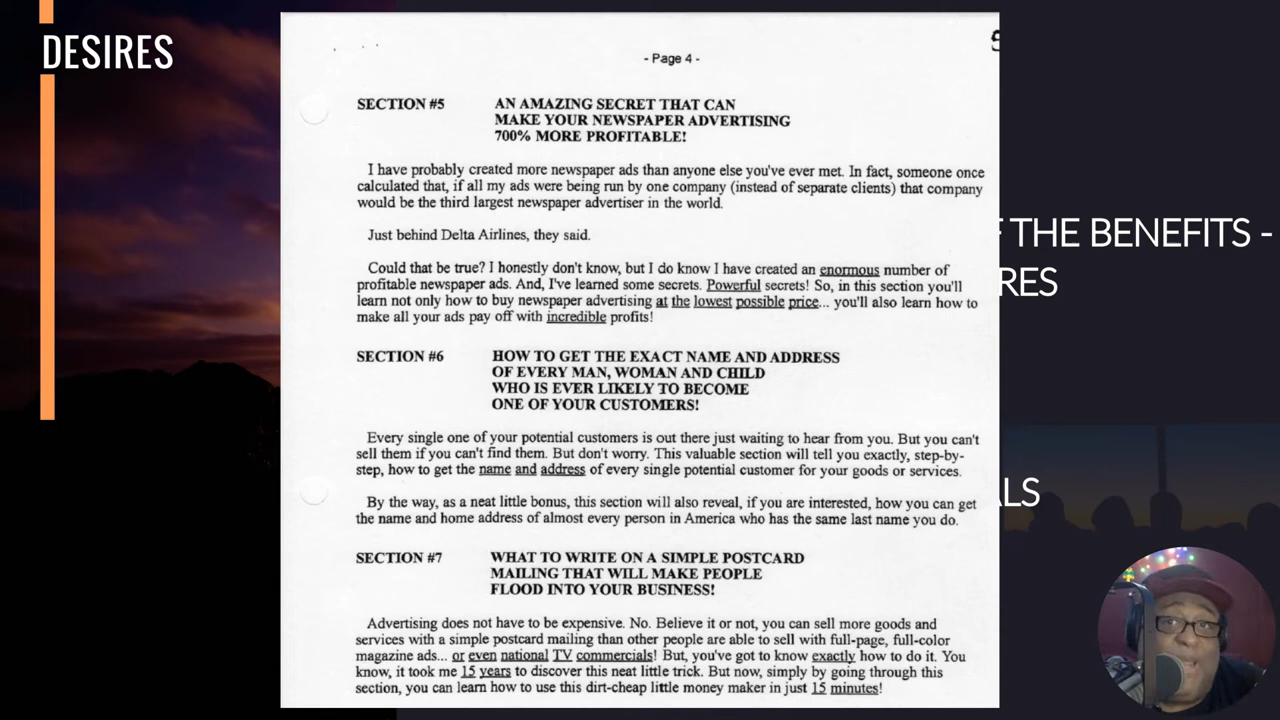 DESIRES
- Page 4 -
SECTION #5 AN AMAZING SECRET THAT CAN
MAKE YOUR NEWSPAPER ADVERTISING
700% MORE PROFITABLE!
I have probably created more newspaper ads than anyone else you've ever met. In fact, someone once
calculated that, if all my ads were being run by one company (instead of separate clients) that company
would be the third largest newspaper advertiser in the world.
Just behind Delta Airlines, they said.
Could that be true? I honestly don't know, but I do know I have created an enormous number of
profitable newspaper ads. And, I've learned some secrets. Powerful secrets! So, in this section you'll
learn not only how to buy newspaper advertising at the lowest possible price... you'll also learn how to
make all your ads pay off with incredible profits!
SECTION #6 HOW TO GET THE EXACT NAME AND ADDRESS
OF EVERY MAN, WOMAN AND CHILD
WHO IS EVER LIKELY TO BECOME
ONE OF YOUR CUSTOMERS!
Every single one of your potential customers is out there just waiting to hear from you. But you can't
sell them if you can't find them. But don't worry. This valuable section will tell you exactly, step-by-
step, how to get the name and address of every single potential customer for your goods or services.
By the way, as a neat little bonus, this section will also reveal, if you are interested, how you can get
the name and home address of almost every person in America who has the same last name you do.
SECTION #7 WHAT TO WRITE ON A SIMPLE POSTCARD
MAILING THAT WILL MAKE PEOPLE
FLOOD INTO YOUR BUSINESS!
Advertising does not have to be expensive. No. Believe it or not, you can sell more goods and
services with a simple postcard mailing than other people are able to sell with full-page, full-color
magazine ads... or even national TV commercials! But, you've got to know exactly how to do it. You
know, it took me 15 years to discover this neat little trick. But now, simply by going through this
section, you can learn how to use this dirt-cheap little money maker in just 15 minutes!
THE BENEFITS -
RES
LS